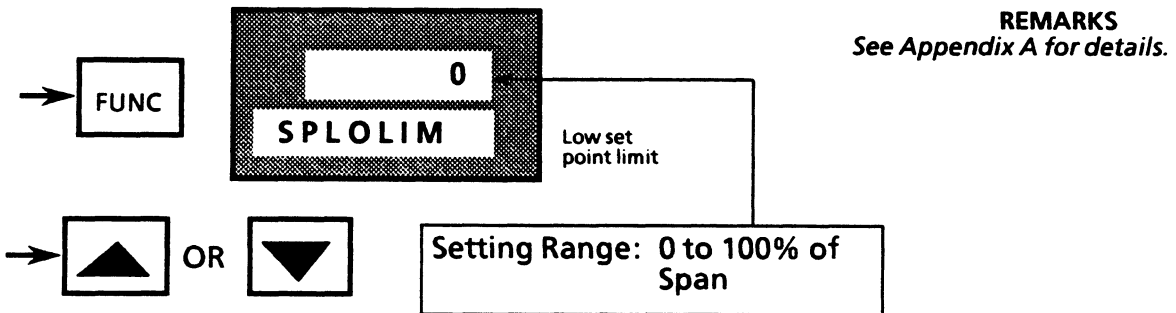 REMARKS
See Appendix A for details.
FUNC
0
SPLOLIM
Low set
point limit
OR
Setting Range: 0 to 100% of
Span